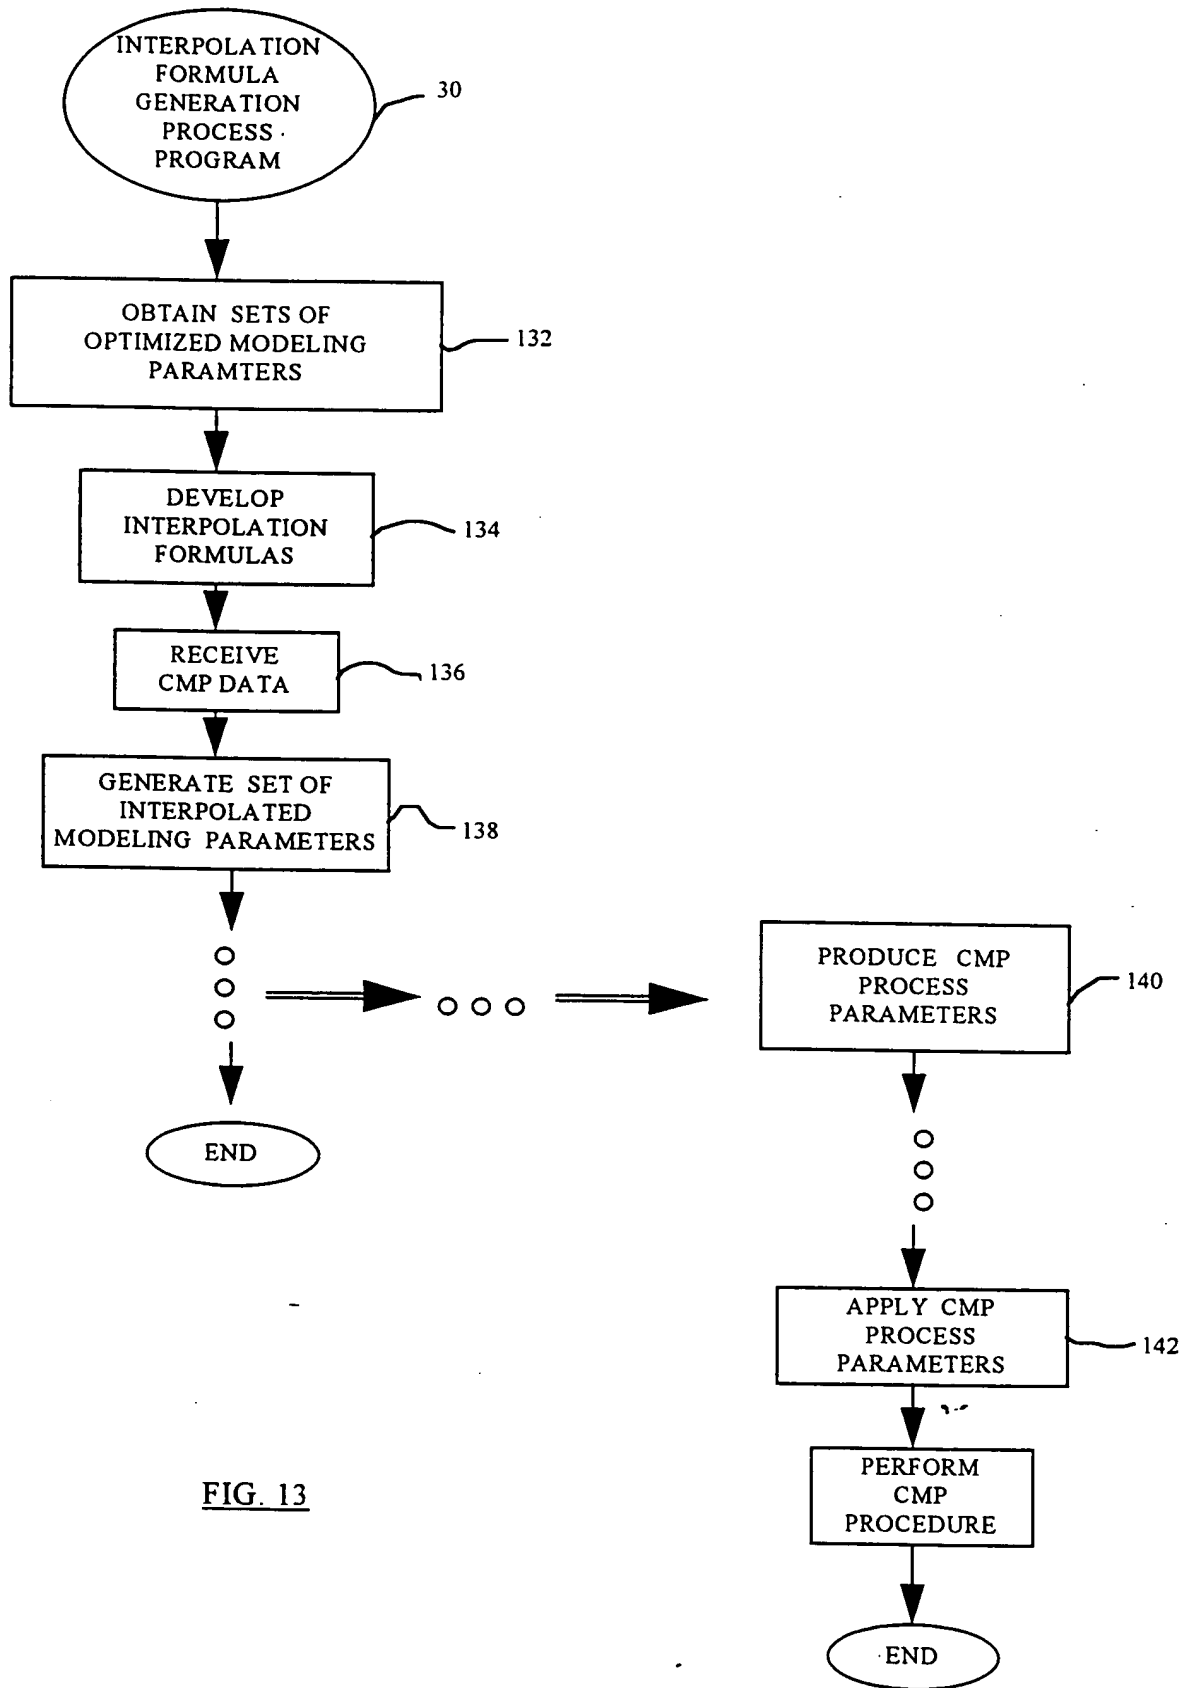 INTERPOLATION
FORMULA
GENERATION
PROCESS
PROGRAM
30
OBTAIN SETS OF
OPTIMIZED MODELING
PARAMTERS
132
DEVELOP
INTERPOLATION
FORMULAS
134
RECEIVE
CMP DATA
136
GENERATE SET OF
INTERPOLATED
MODELING PARAMETERS
138
END
PRODUCE CMP
PROCESS
PARAMETERS
140
APPLY CMP
PROCESS
PARAMETERS
142
PERFORM
CMP
PROCEDURE
END
FIG. 13